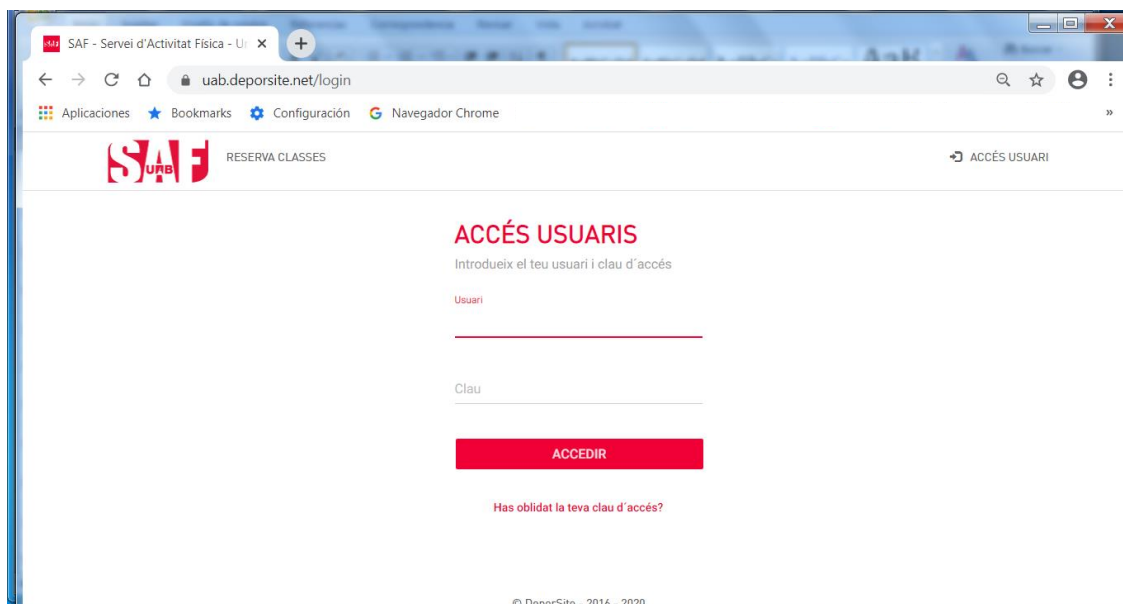 SAF - Servei d'Activitat Física - Un
uab.deporsite.net/login
Aplicaciones
Bookmarks
Configuración
Navegador Chrome
»
SAF UAB
RESERVA CLASSES
ACCÉS USUARI
ACCÉS USUARIS
Introdueix el teu usuari i clau d´accés
Usuari
Clau
ACCEDIR
Has oblidat la teva clau d´accés?
© DeporSite - 2016 - 2020